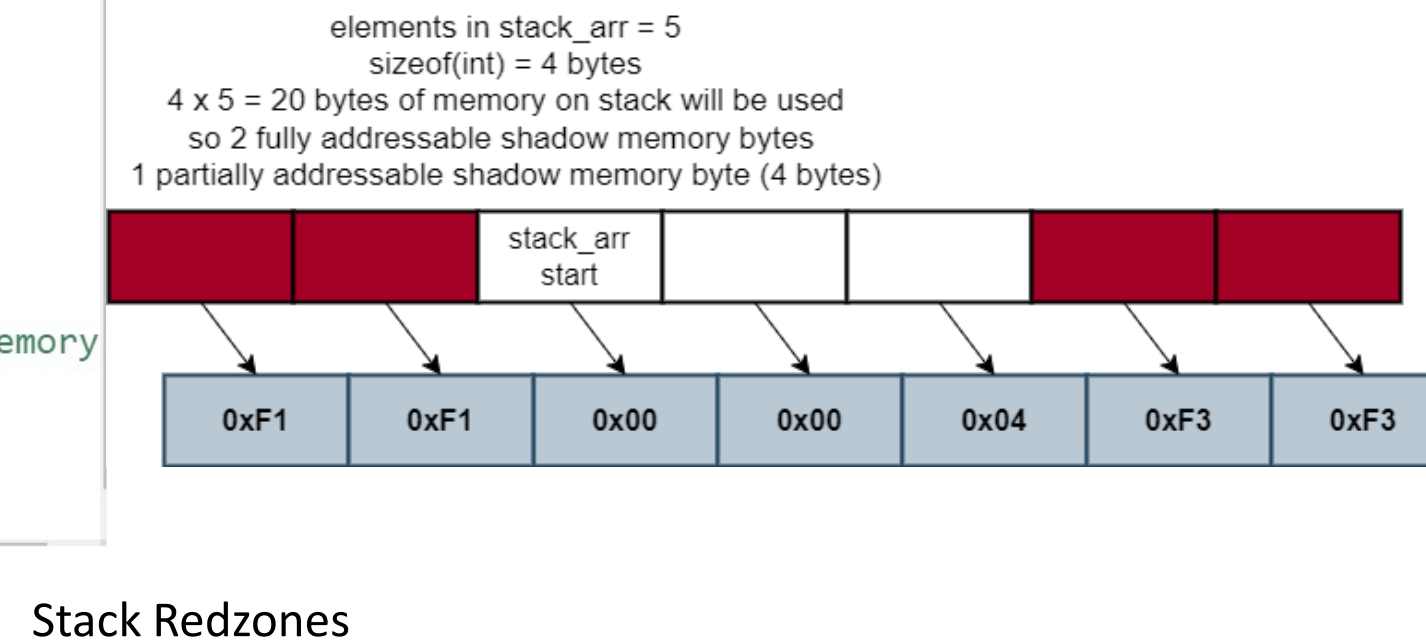 elements in stack_arr = 5
sizeof(int) = 4 bytes
4 x 5 = 20 bytes of memory on stack will be used
so 2 fully addressable shadow memory bytes
1 partially addressable shadow memory byte (4 bytes)
stack_arr
start
emory
0xF1 0xF1 0x00 0x00 0x04 0xF3 0xF3
Stack Redzones